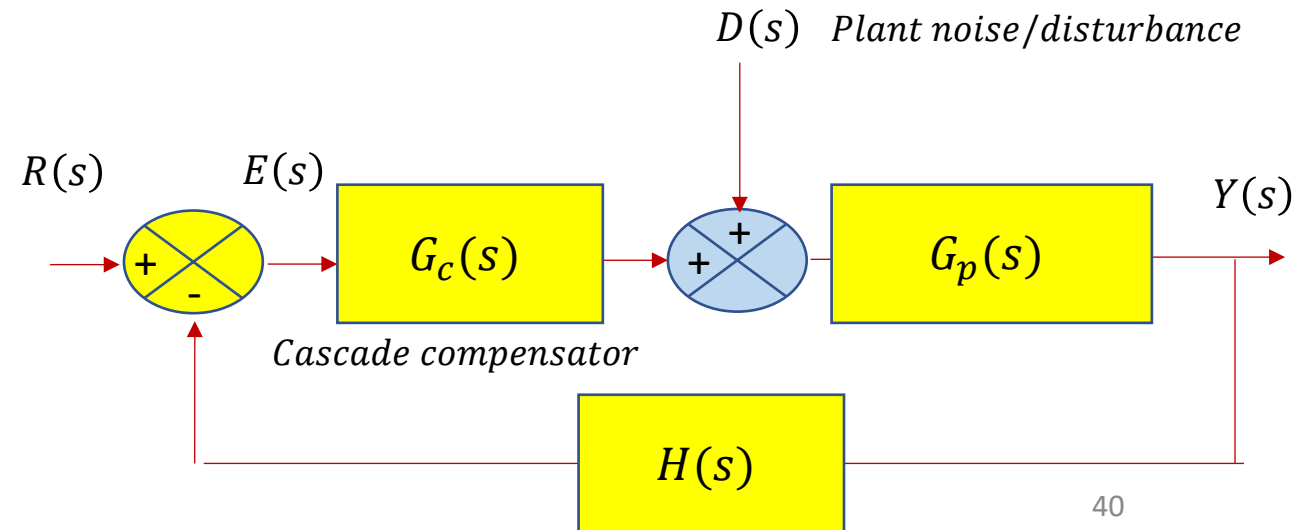 D(s) Plant noise/disturbance
R(s)
E(s)
Y(s)
+
-
G_c(s)
+
+
G_p(s)
Cascade compensator
H(s)
40